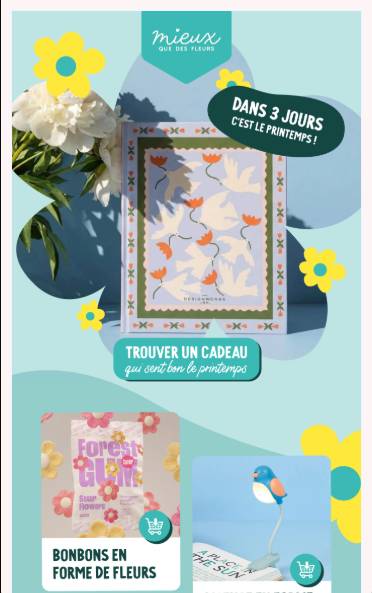 mieux
QUE DES FLEURS
DANS 3 JOURS
C'EST LE PRINTEMPS !
DESIGNWORKS
INK
TROUVER UN CADEAU
qui sent bon le printemps
Forest
GUM
Sour
Flowers
BONBONS EN
FORME DE FLEURS
A PLACE IN
THE SUN